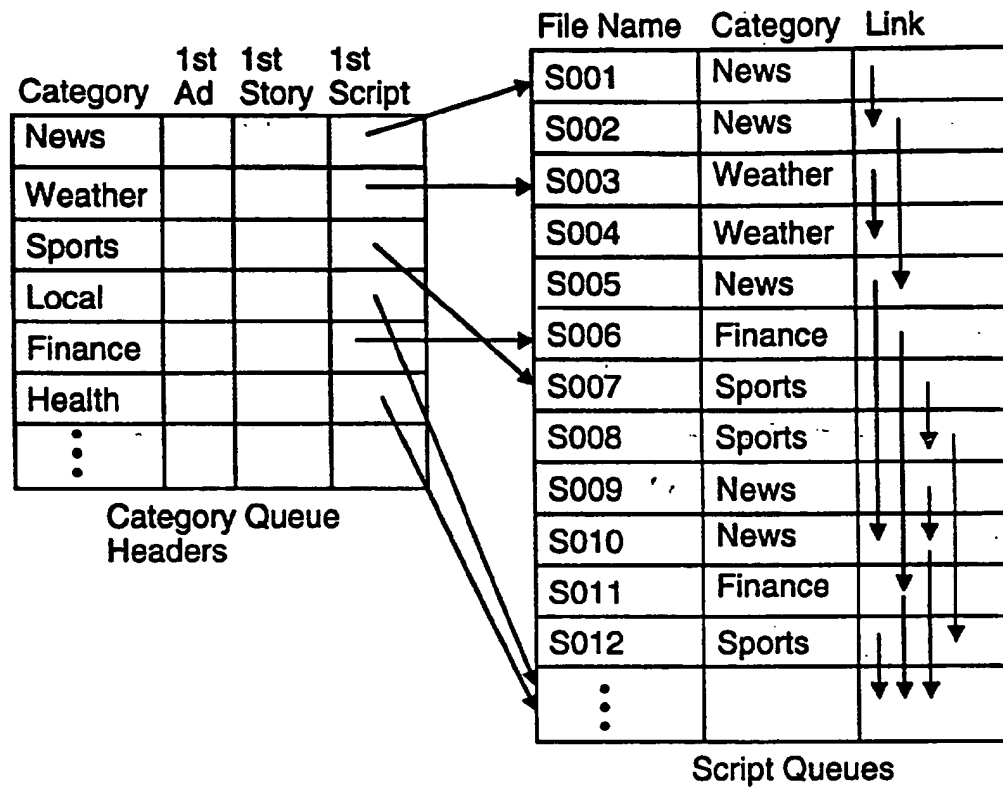 Category 1st Ad 1st Story 1st Script
News
Weather
Sports
Local
Finance
Health
Category Queue
Headers
File Name Category Link
S001 News
S002 News
S003 Weather
S004 Weather
S005 News
S006 Finance
S007 Sports
S008 Sports
S009 News
S010 News
S011 Finance
S012 Sports
Script Queues